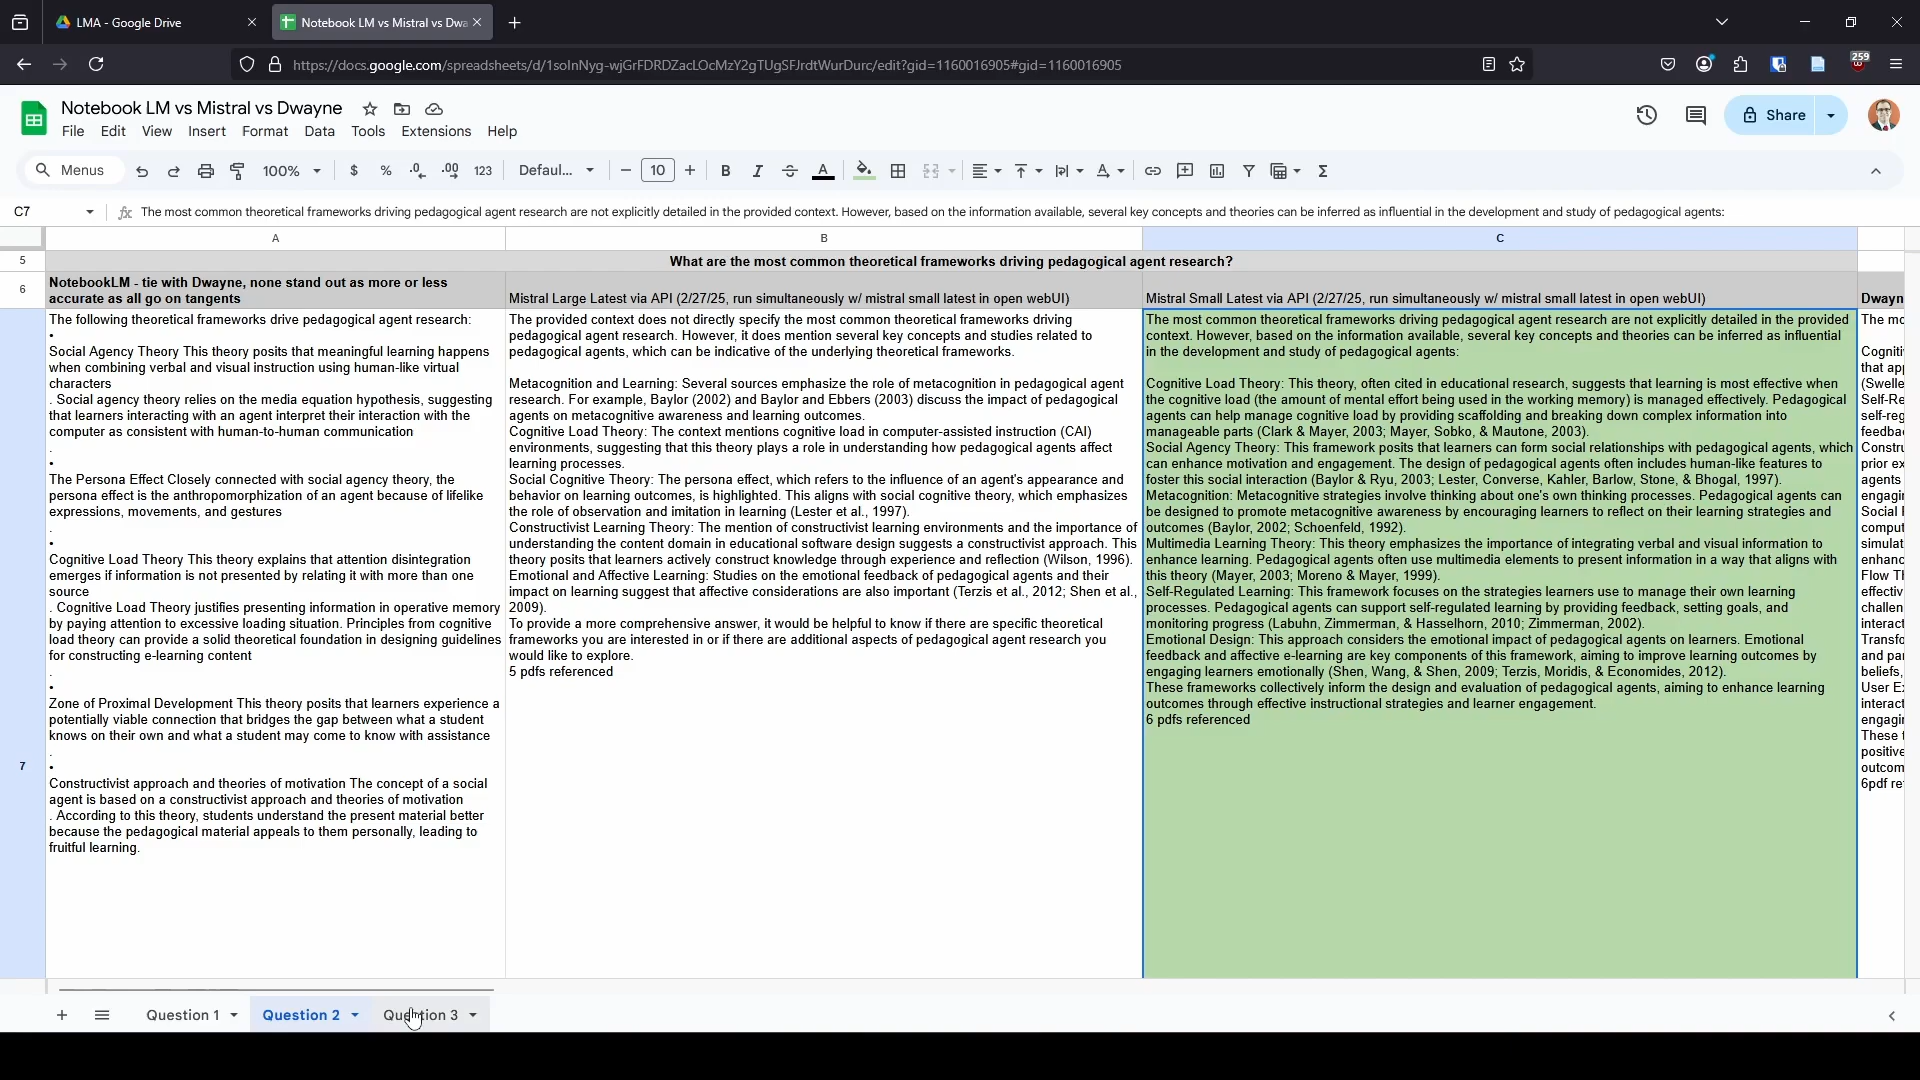 LMA - Google Drive
Notebook LM vs Mistral vs Dwa
259
https://docs.google.com/spreadsheets/d/1soInNyg-wjGrFDRDZacLOcMzY2gTUgSFJrdtWurDurc/edit?gid=1160016905#gid=1160016905
Notebook LM vs Mistral vs Dwayne
File Edit View Insert Format Data Tools Extensions Help
Share
Menus
100%
$ % .0 .00 123
Defaul...
10
B I A
C7
The most common theoretical frameworks driving pedagogical agent research are not explicitly detailed in the provided context. However, based on the information available, several key concepts and theories can be inferred as influential in the development and study of pedagogical agents:
A B C
5
What are the most common theoretical frameworks driving pedagogical agent research?
6
NotebookLM - tie with Dwayne, none stand out as more or less
accurate as all go on tangents
Mistral Large Latest via API (2/27/25, run simultaneously w/ mistral small latest in open webUI)
Mistral Small Latest via API (2/27/25, run simultaneously w/ mistral small latest in open webUI)
Dwayn
7
The following theoretical frameworks drive pedagogical agent research:
•
Social Agency Theory This theory posits that meaningful learning happens
when combining verbal and visual instruction using human-like virtual
characters
. Social agency theory relies on the media equation hypothesis, suggesting
that learners interacting with an agent interpret their interaction with the
computer as consistent with human-to-human communication
.
•
The Persona Effect Closely connected with social agency theory, the
persona effect is the anthropomorphization of an agent because of lifelike
expressions, movements, and gestures
.
•
Cognitive Load Theory This theory explains that attention disintegration
emerges if information is not presented by relating it with more than one
source
. Cognitive Load Theory justifies presenting information in operative memory
by paying attention to excessive loading situation. Principles from cognitive
load theory can provide a solid theoretical foundation in designing guidelines
for constructing e-learning content
.
•
Zone of Proximal Development This theory posits that learners experience a
potentially viable connection that bridges the gap between what a student
knows on their own and what a student may come to know with assistance
.
•
Constructivist approach and theories of motivation The concept of a social
agent is based on a constructivist approach and theories of motivation
. According to this theory, students understand the present material better
because the pedagogical material appeals to them personally, leading to
fruitful learning.
The provided context does not directly specify the most common theoretical frameworks driving
pedagogical agent research. However, it does mention several key concepts and studies related to
pedagogical agents, which can be indicative of the underlying theoretical frameworks.
Metacognition and Learning: Several sources emphasize the role of metacognition in pedagogical agent
research. For example, Baylor (2002) and Baylor and Ebbers (2003) discuss the impact of pedagogical
agents on metacognitive awareness and learning outcomes.
Cognitive Load Theory: The context mentions cognitive load in computer-assisted instruction (CAI)
environments, suggesting that this theory plays a role in understanding how pedagogical agents affect
learning processes.
Social Cognitive Theory: The persona effect, which refers to the influence of an agent's appearance and
behavior on learning outcomes, is highlighted. This aligns with social cognitive theory, which emphasizes
the role of observation and imitation in learning (Lester et al., 1997).
Constructivist Learning Theory: The mention of constructivist learning environments and the importance of
understanding the content domain in educational software design suggests a constructivist approach. This
theory posits that learners actively construct knowledge through experience and reflection (Wilson, 1996).
Emotional and Affective Learning: Studies on the emotional feedback of pedagogical agents and their
impact on learning suggest that affective considerations are also important (Terzis et al., 2012; Shen et al.,
2009).
To provide a more comprehensive answer, it would be helpful to know if there are specific theoretical
frameworks you are interested in or if there are additional aspects of pedagogical agent research you
would like to explore.
5 pdfs referenced
The most common theoretical frameworks driving pedagogical agent research are not explicitly detailed in the provided
context. However, based on the information available, several key concepts and theories can be inferred as influential
in the development and study of pedagogical agents:
Cognitive Load Theory: This theory, often cited in educational research, suggests that learning is most effective when
the cognitive load (the amount of mental effort being used in the working memory) is managed effectively. Pedagogical
agents can help manage cognitive load by providing scaffolding and breaking down complex information into
manageable parts (Clark & Mayer, 2003; Mayer, Sobko, & Mautone, 2003).
Social Agency Theory: This framework posits that learners can form social relationships with pedagogical agents, which
can enhance motivation and engagement. The design of pedagogical agents often includes human-like features to
foster this social interaction (Baylor & Ryu, 2003; Lester, Converse, Kahler, Barlow, Stone, & Bhogal, 1997).
Metacognition: Metacognitive strategies involve thinking about one's own thinking processes. Pedagogical agents can
be designed to promote metacognitive awareness by encouraging learners to reflect on their learning strategies and
outcomes (Baylor, 2002; Schoenfeld, 1992).
Multimedia Learning Theory: This theory emphasizes the importance of integrating verbal and visual information to
enhance learning. Pedagogical agents often use multimedia elements to present information in a way that aligns with
this theory (Mayer, 2003; Moreno & Mayer, 1999).
Self-Regulated Learning: This framework focuses on the strategies learners use to manage their own learning
processes. Pedagogical agents can support self-regulated learning by providing feedback, setting goals, and
monitoring progress (Labuhn, Zimmerman, & Hasselhorn, 2010; Zimmerman, 2002).
Emotional Design: This approach considers the emotional impact of pedagogical agents on learners. Emotional
feedback and affective e-learning are key components of this framework, aiming to improve learning outcomes by
engaging learners emotionally (Shen, Wang, & Shen, 2009; Terzis, Moridis, & Economides, 2012).
These frameworks collectively inform the design and evaluation of pedagogical agents, aiming to enhance learning
outcomes through effective instructional strategies and learner engagement.
6 pdfs referenced
The mo
Cogniti
that app
(Swelle
Self-Re
self-reg
feedba
Constru
prior ex
agents
engagin
Social
comput
simulat
enhanc
Flow Th
effectiv
challen
interact
Transfo
and pa
beliefs,
User Ex
interact
engagin
These f
positive
outcom
6pdf re
Question 1
Question 2
Question 3